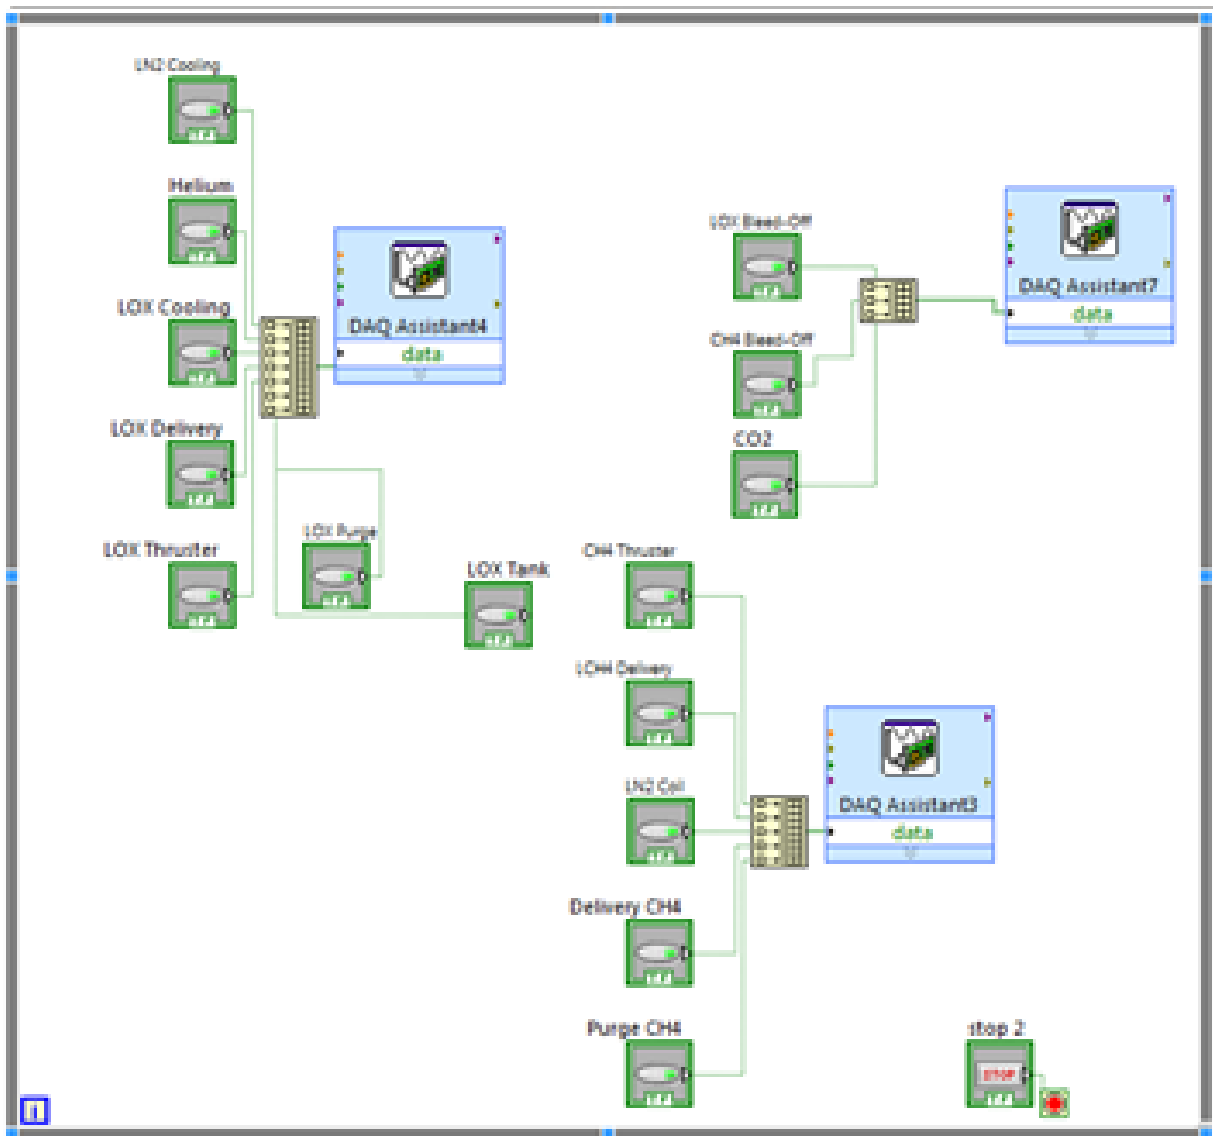 LN2 Cooling
Helium
LOX Cooling
LOX Delivery
LOX Thruster
DAQ Assistant4
data
LOX Purge
LOX Tank
LOX Bleed-Off
CH4 Bleed-Off
CO2
DAQ Assistant7
data
CH4 Thruster
LCH4 Delivery
LN2 Coil
Delivery CH4
Purge CH4
DAQ Assistant3
data
stop 2
STOP
i